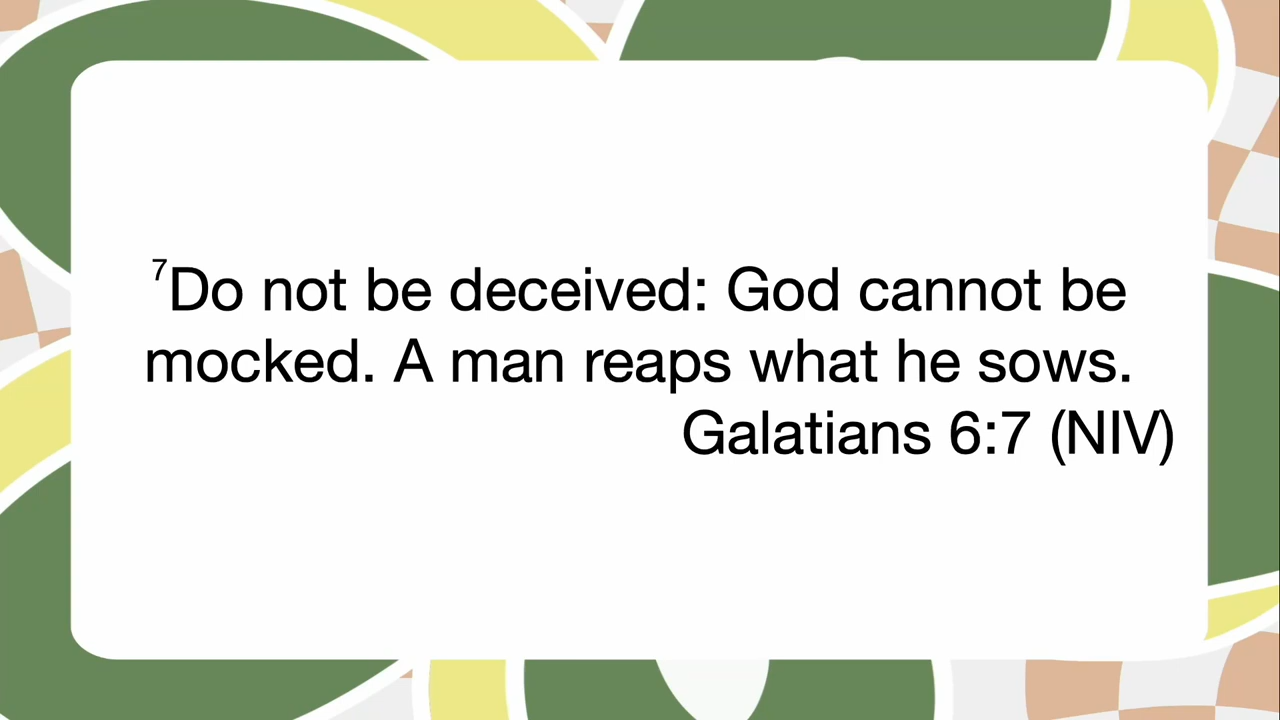 ⁷Do not be deceived: God cannot be
mocked. A man reaps what he sows.
Galatians 6:7 (NIV)